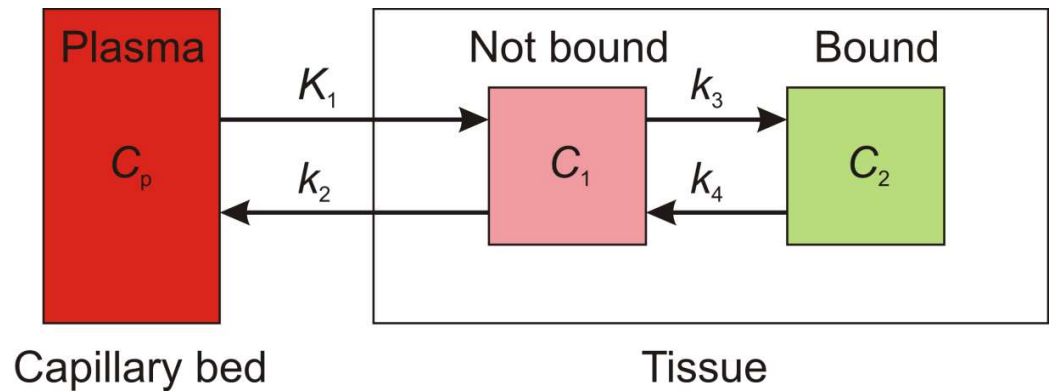 Plasma
Not bound
Bound
K₁
k₃
Cₚ
C₁
C₂
k₂
k₄
Capillary bed
Tissue